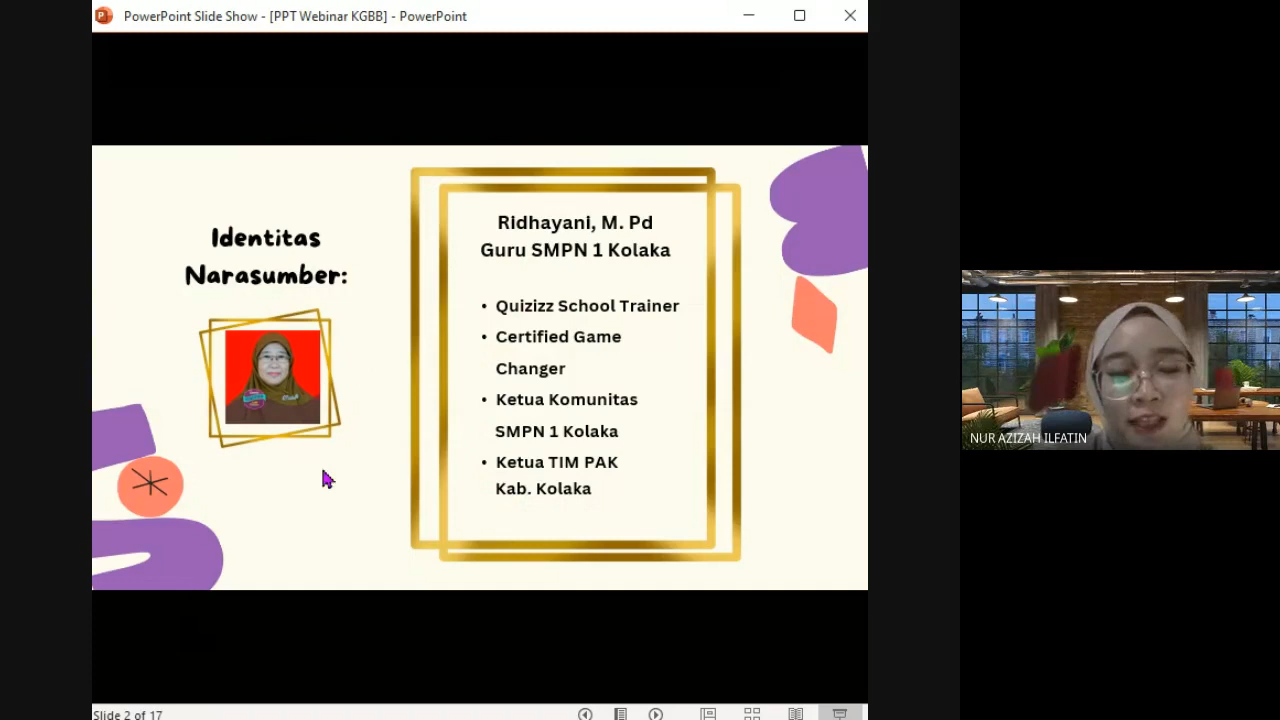 PowerPoint Slide Show - [PPT Webinar KGBB] - PowerPoint
Identitas
Narasumber:
Ridhayani, M. Pd
Guru SMPN 1 Kolaka
• Quizizz School Trainer
• Certified Game
Changer
• Ketua Komunitas
SMPN 1 Kolaka
• Ketua TIM PAK
Kab. Kolaka
NUR AZIZAH ILFATIN
Slide 2 of 17